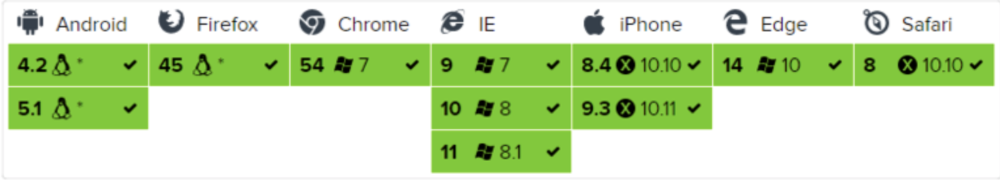 Android Firefox Chrome IE iPhone Edge Safari
4.2 * 45 * 54 7 9 7 8.4 X 10.10 14 10 8 X 10.10
5.1 * 10 8 9.3 X 10.11
11 8.1